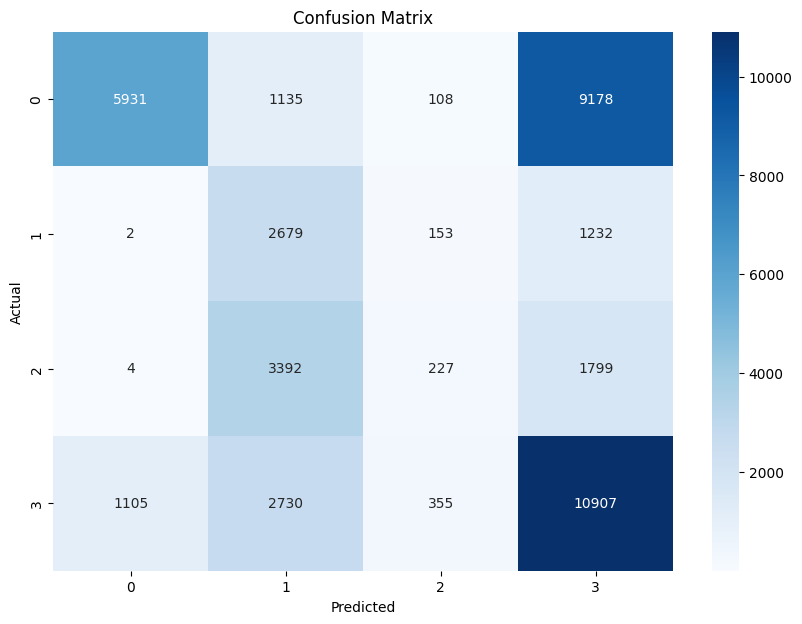 Confusion Matrix
Actual
0
5931 1135 108 9178
1
2 2679 153 1232
2
4 3392 227 1799
3
1105 2730 355 10907
0 1 2 3
Predicted
10000
8000
6000
4000
2000